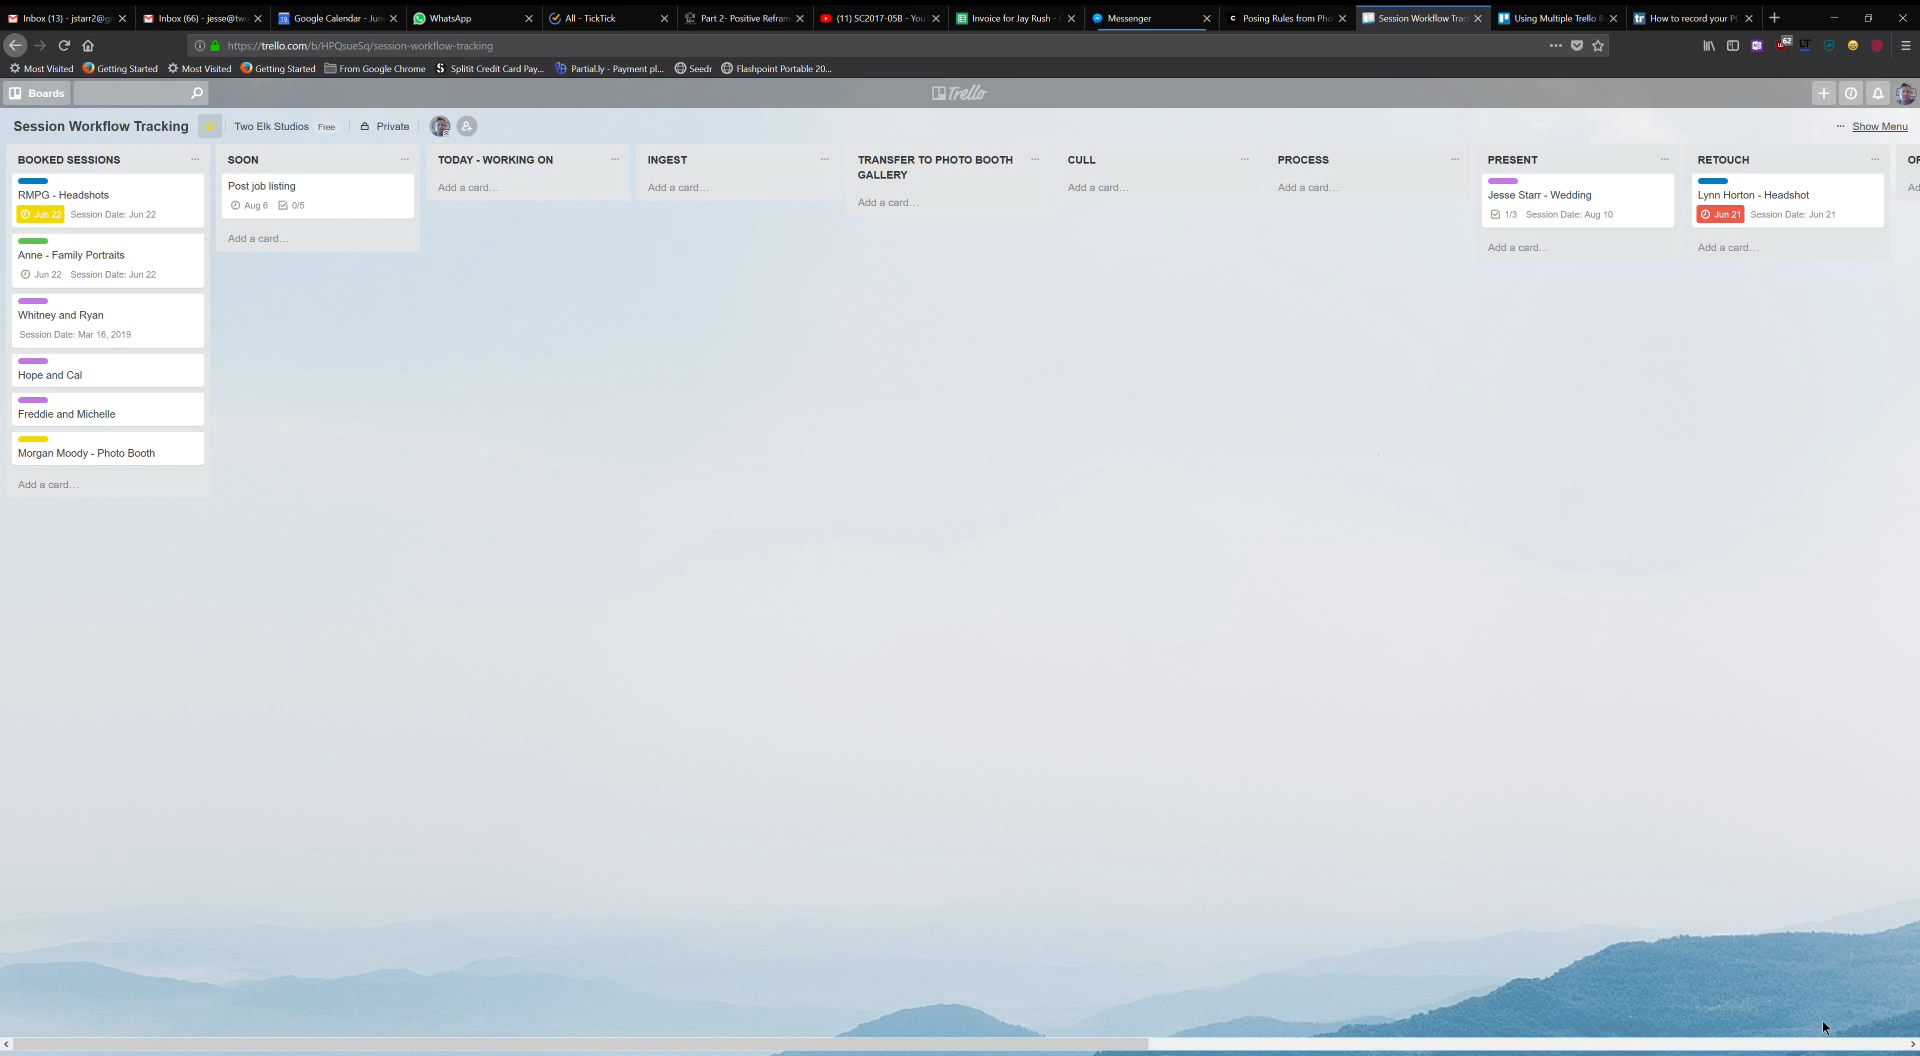 Inbox (13) - jstarr2@g
Inbox (66) - jesse@tw
Google Calendar - Jun
WhatsApp
All - TickTick
Part 2- Positive Refram
(11) SC2017-05B - You
Invoice for Jay Rush -
Messenger
Posing Rules from Pho
Session Workflow Trac
Using Multiple Trello B
How to record your PC
https://trello.com/b/HPQsueSq/session-workflow-tracking
62
Most Visited
Getting Started
Most Visited
Getting Started
From Google Chrome
Splitit Credit Card Pay...
Partial.ly - Payment pl...
Seedr
Flashpoint Portable 20...
Boards
Trello
Session Workflow Tracking
Two Elk Studios Free
Private
Show Menu
BOOKED SESSIONS
RMPG - Headshots
Jun 22 Session Date: Jun 22
Anne - Family Portraits
Jun 22 Session Date: Jun 22
Whitney and Ryan
Session Date: Mar 16, 2019
Hope and Cal
Freddie and Michelle
Morgan Moody - Photo Booth
Add a card...
SOON
Post job listing
Aug 6 0/5
Add a card...
TODAY - WORKING ON
Add a card...
INGEST
Add a card...
TRANSFER TO PHOTO BOOTH
GALLERY
Add a card...
CULL
Add a card...
PROCESS
Add a card...
PRESENT
Jesse Starr - Wedding
1/3 Session Date: Aug 10
Add a card...
RETOUCH
Lynn Horton - Headshot
Jun 21 Session Date: Jun 21
Add a card...
Ad